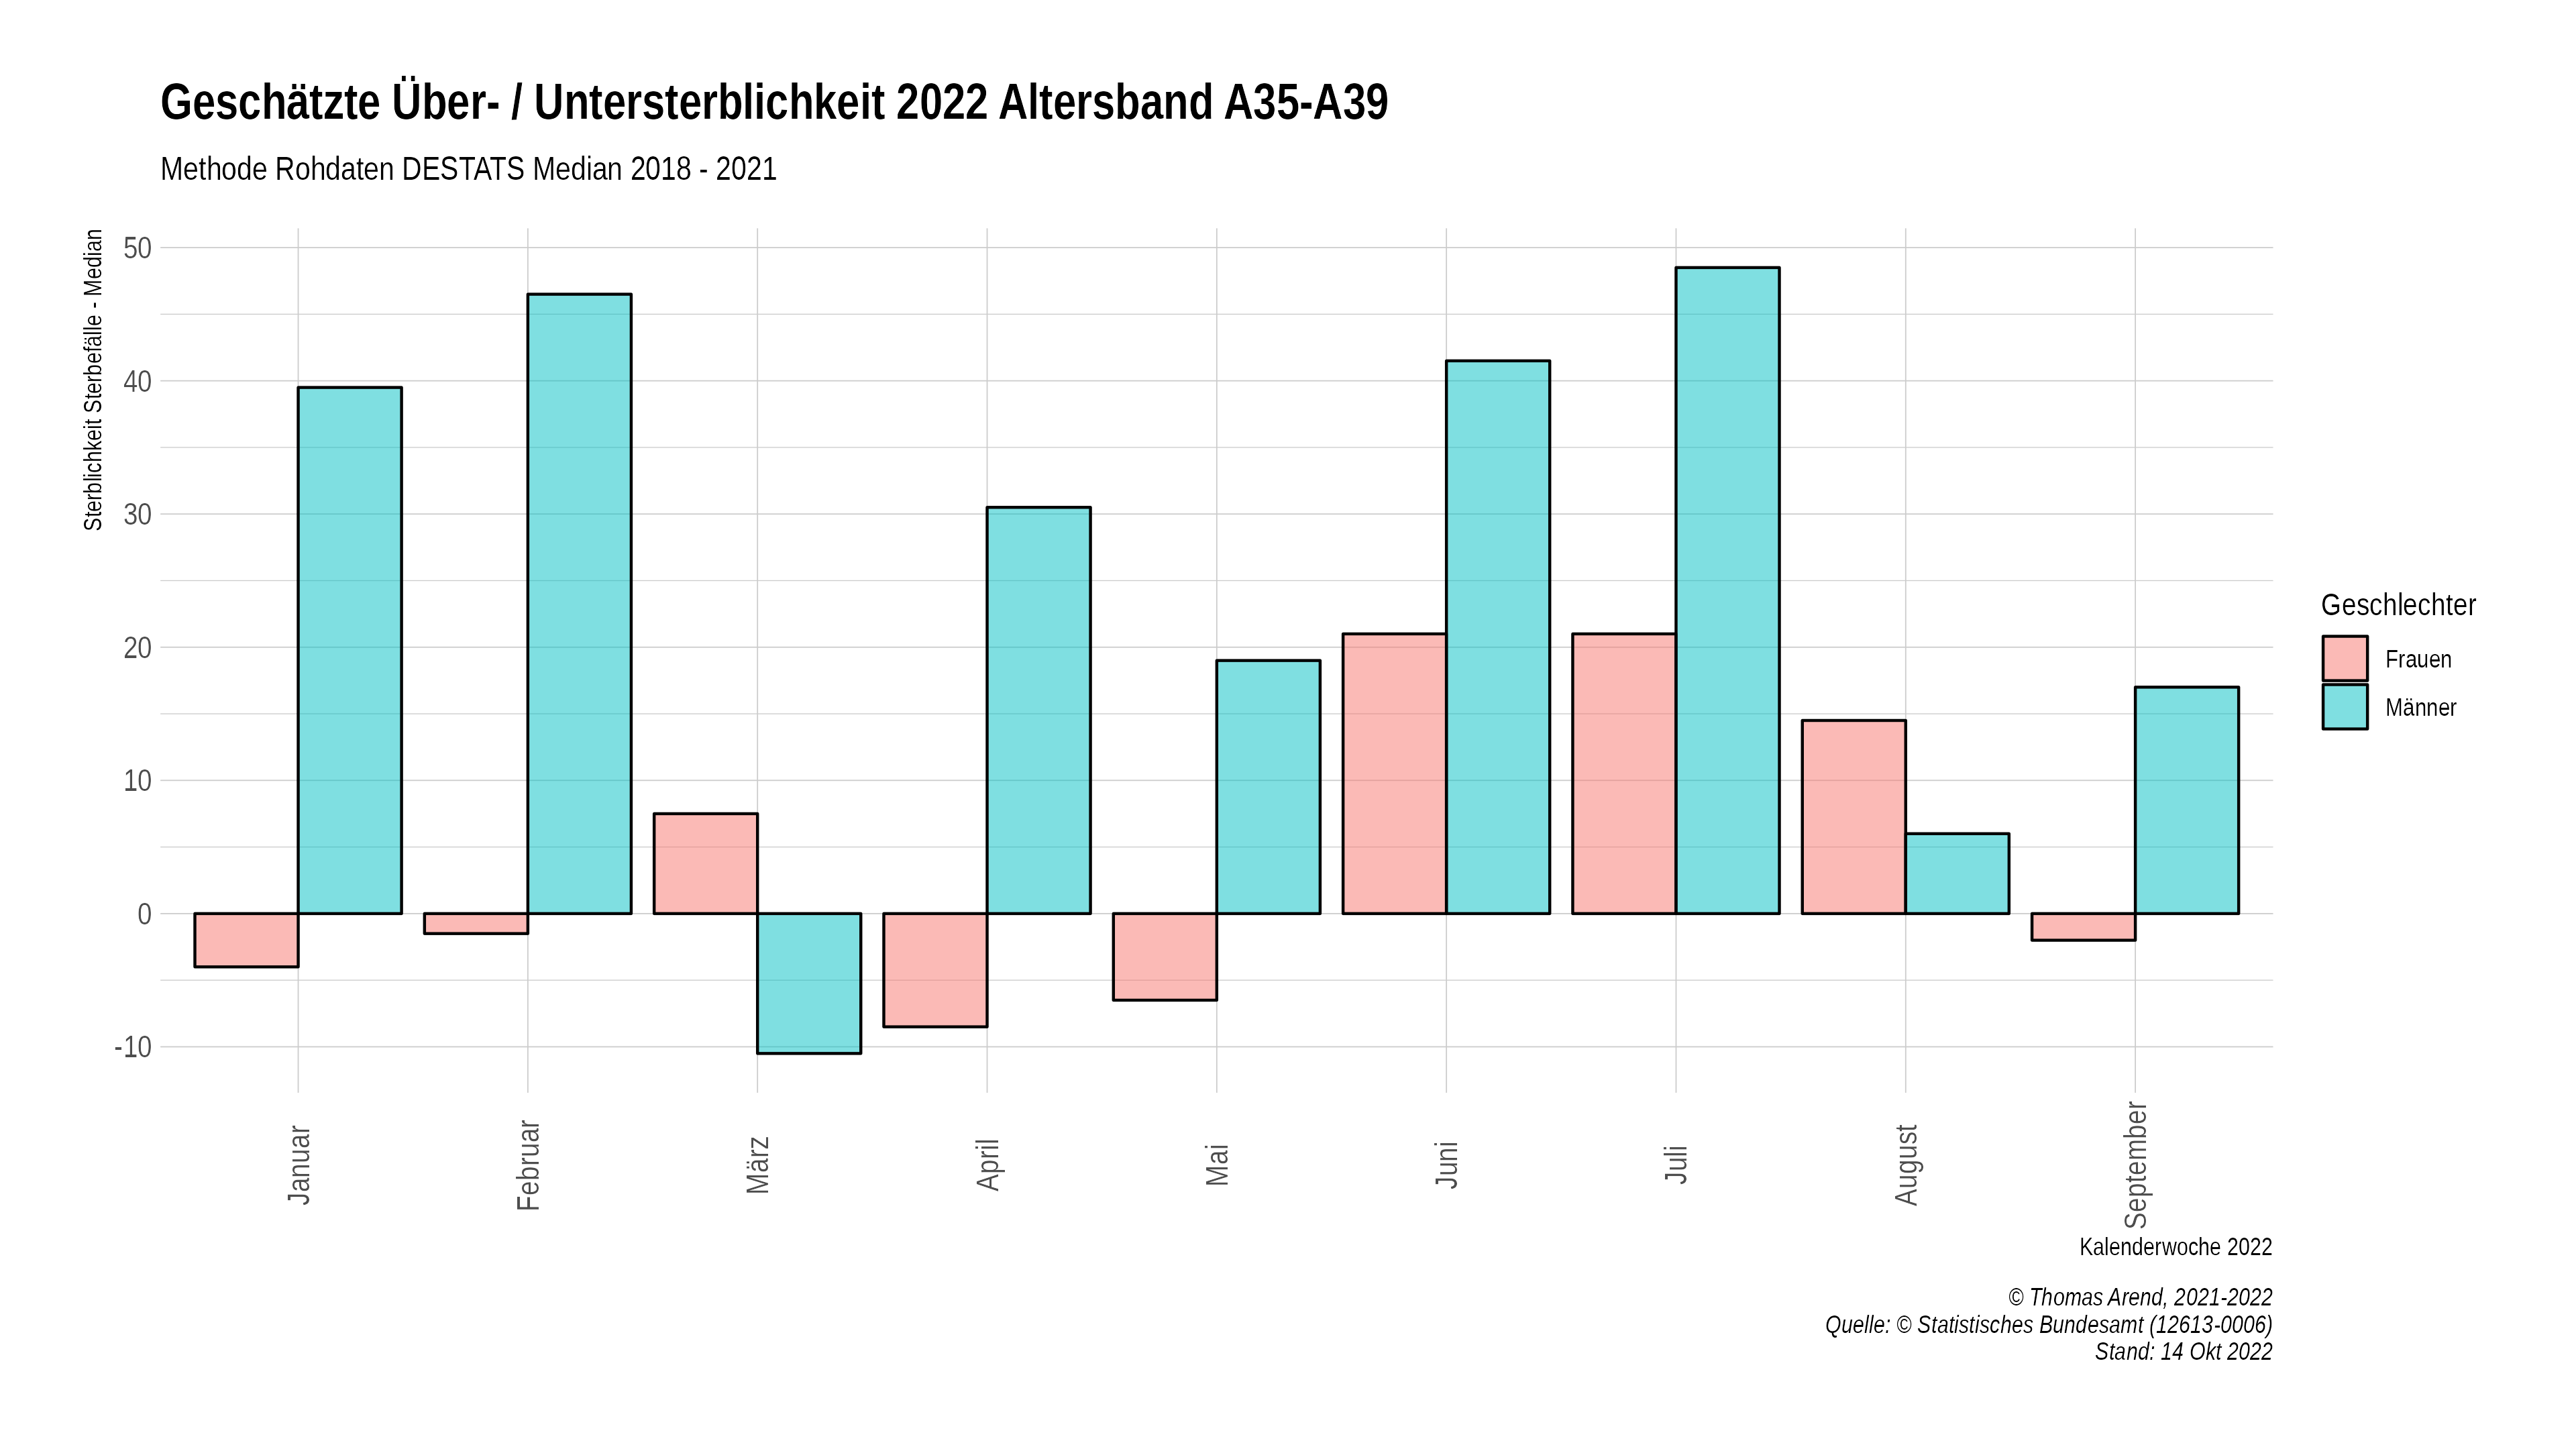 Geschätzte Über- / Untersterblichkeit 2022 Altersband A35-A39
Methode Rohdaten DESTATS Median 2018 - 2021
Sterblichkeit Sterbefälle - Median
50
40
30
20
10
0
-10
Januar
Februar
März
April
Mai
Juni
Juli
August
September
Kalenderwoche 2022
Geschlechter
Frauen
Männer
© Thomas Arend, 2021-2022
Quelle: © Statistisches Bundesamt (12613-0006)
Stand: 14 Okt 2022